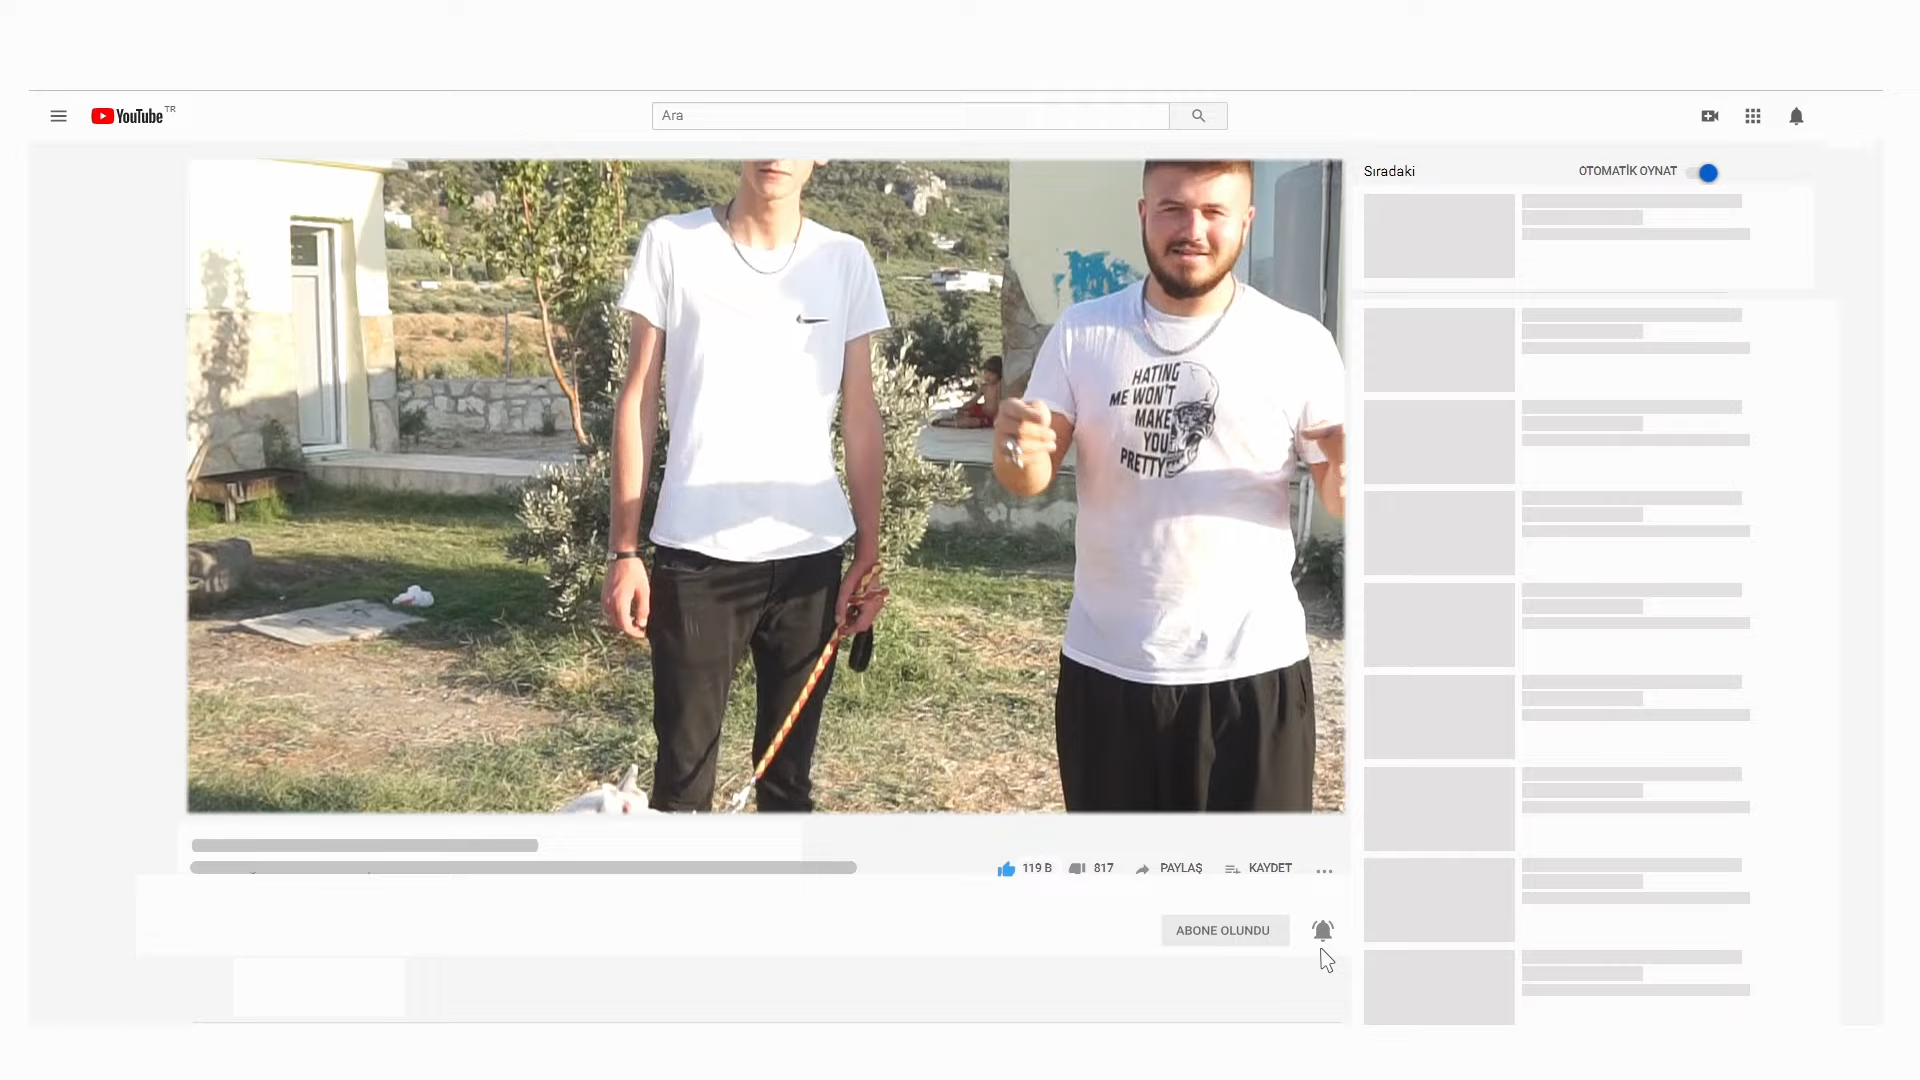 YouTube TR
Ara
Sıradaki
OTOMATİK OYNAT
HATING
ME WON'T
MAKE
YOU
PRETTY
119 B
817
PAYLAŞ
KAYDET
ABONE OLUNDU